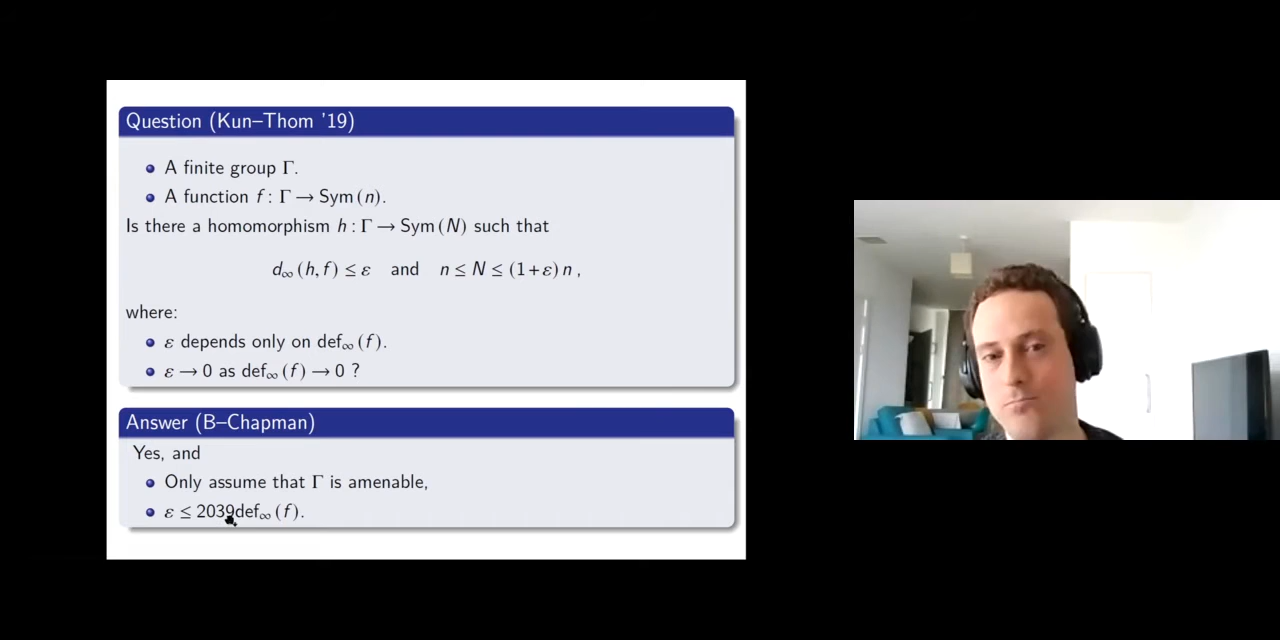 Question (Kun–Thom '19)
A finite group Γ.
A function f : Γ → Sym (n).
Is there a homomorphism h : Γ → Sym (N) such that
d∞ (h, f) ≤ ε and n ≤ N ≤ (1+ε) n ,
where:
ε depends only on def∞ (f).
ε → 0 as def∞ (f) → 0 ?
Answer (B–Chapman)
Yes, and
Only assume that Γ is amenable,
ε ≤ 2039def∞ (f).